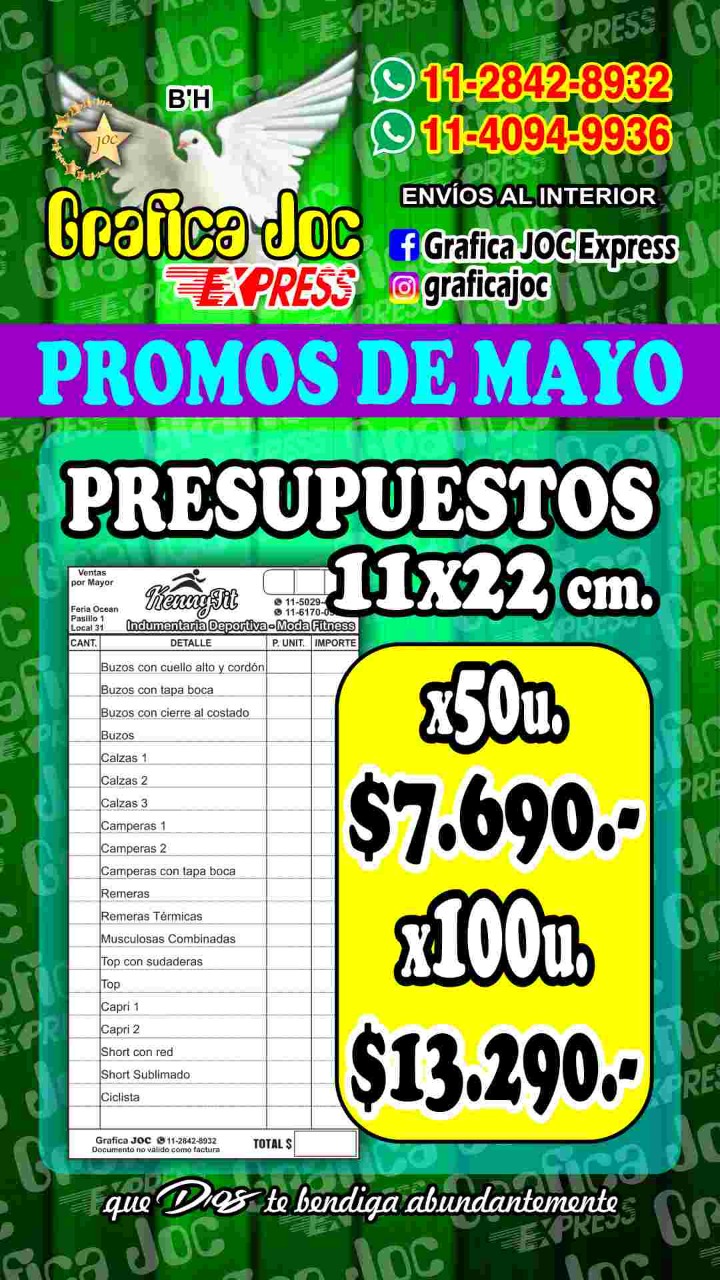 B'H
JOC
Grafica Joc
EXPRESS
11-2842-8932
11-4094-9936
ENVÍOS AL INTERIOR
Grafica JOC Express
graficajoc
PROMOS DE MAYO
PRESUPUESTOS
11x22 cm.
Ventas
por Mayor
Feria Ocean
Pasillo 1
Local 31
KennyFit
11-5029-
11-6170-0
Indumentaria Deportiva - Moda Fitness
CANT. DETALLE P. UNIT. IMPORTE
Buzos con cuello alto y cordón
Buzos con tapa boca
Buzos con cierre al costado
Buzos
Calzas 1
Calzas 2
Calzas 3
Camperas 1
Camperas 2
Camperas con tapa boca
Remeras
Remeras Térmicas
Musculosas Combinadas
Top con sudaderas
Top
Capri 1
Capri 2
Short con red
Short Sublimado
Ciclista
Grafica JOC 11-2842-8932
Documento no válido como factura
TOTAL $
x50u.
$7.690.-
x100u.
$13.290.-
que Dios te bendiga abundantemente